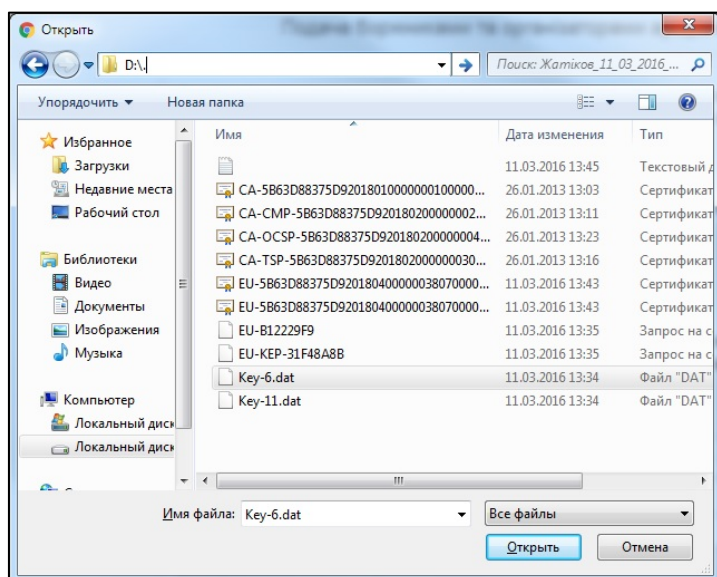 Открыть
D:\.
Поиск: Жатіков_11_03_2016_...
Упорядочить
Новая папка
Избранное
Загрузки
Недавние места
Рабочий стол
Библиотеки
Видео
Документы
Изображения
Музыка
Компьютер
Локальный диск
Локальный диск
Имя Дата изменения Тип
11.03.2016 13:45 Текстовый д
CA-5B63D88375D92018010000000100000... 26.01.2013 13:03 Сертификат
CA-CMP-5B63D88375D920180200000002... 26.01.2013 13:11 Сертификат
CA-OCSP-5B63D88375D920180200000004... 26.01.2013 13:23 Сертификат
CA-TSP-5B63D88375D9201802000000030... 26.01.2013 13:16 Сертификат
EU-5B63D88375D920180400000038070000... 11.03.2016 13:43 Сертификат
EU-5B63D88375D920180400000038070000... 11.03.2016 13:43 Сертификат
EU-B12229F9 11.03.2016 13:35 Запрос на с
EU-KEP-31F48A8B 11.03.2016 13:35 Запрос на с
Key-6.dat 11.03.2016 13:34 Файл "DAT"
Key-11.dat 11.03.2016 13:34 Файл "DAT"
Имя файла: Key-6.dat
Все файлы
Открыть Отмена